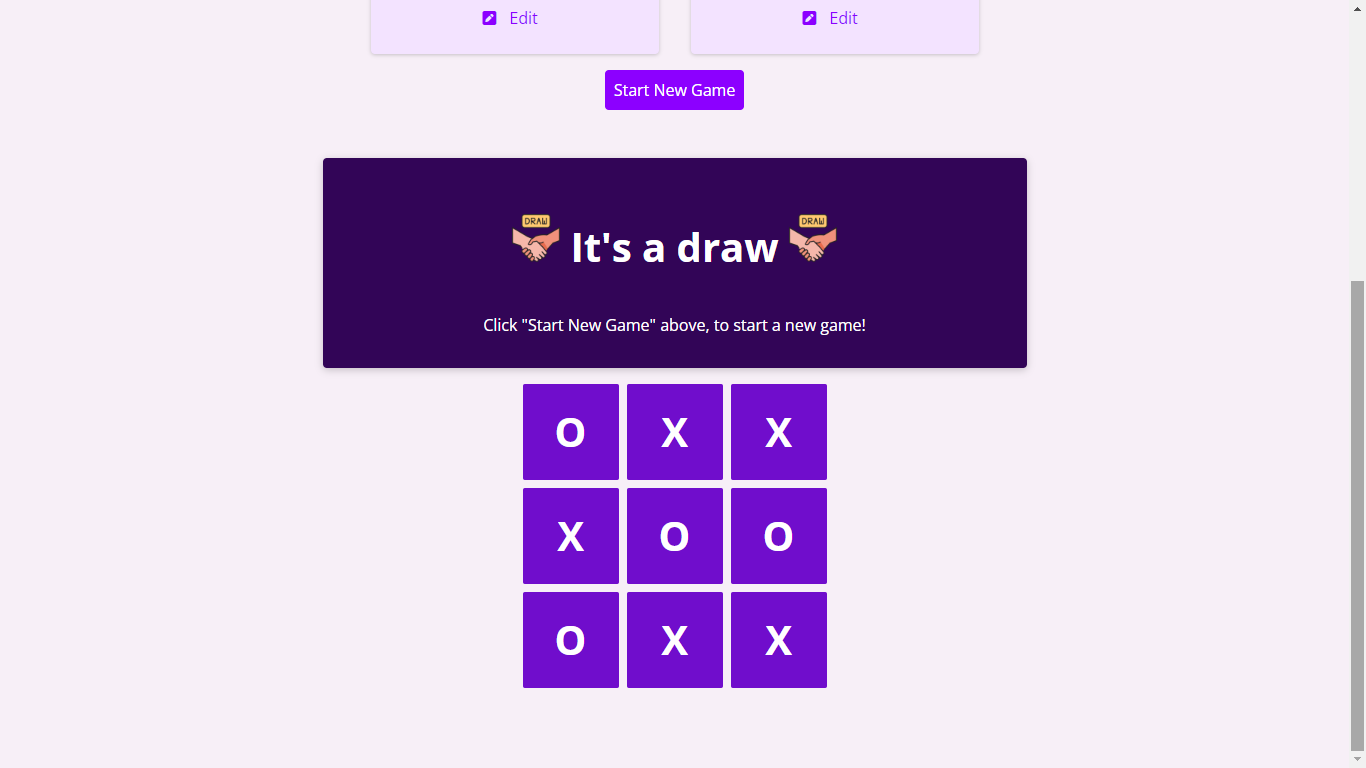 Edit Edit
Start New Game
DRAW DRAW
It's a draw
Click "Start New Game" above, to start a new game!
O X X
X O O
O X X